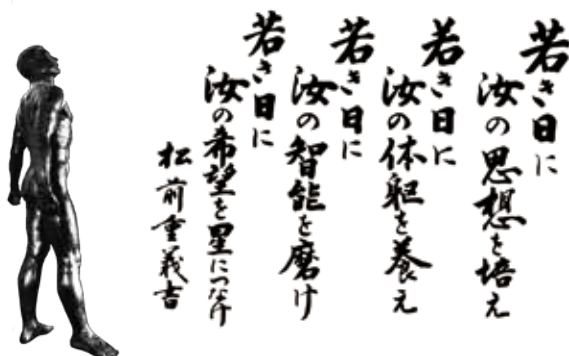 若き日に
汝の思想を培え
若き日に
汝の体躯を養え
若き日に
汝の智能を磨け
若き日に
汝の希望を星につなげ
松前重義書